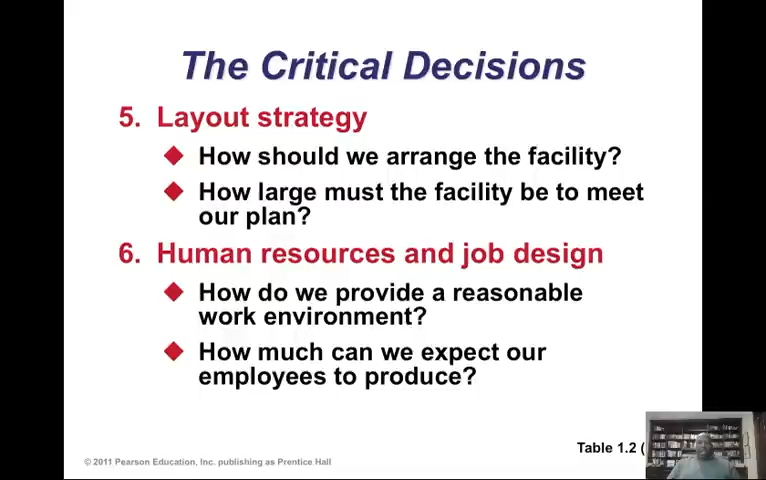 The Critical Decisions
5. Layout strategy
How should we arrange the facility?
How large must the facility be to meet
our plan?
6. Human resources and job design
How do we provide a reasonable
work environment?
How much can we expect our
employees to produce?
Table 1.2 (
© 2011 Pearson Education, Inc. publishing as Prentice Hall